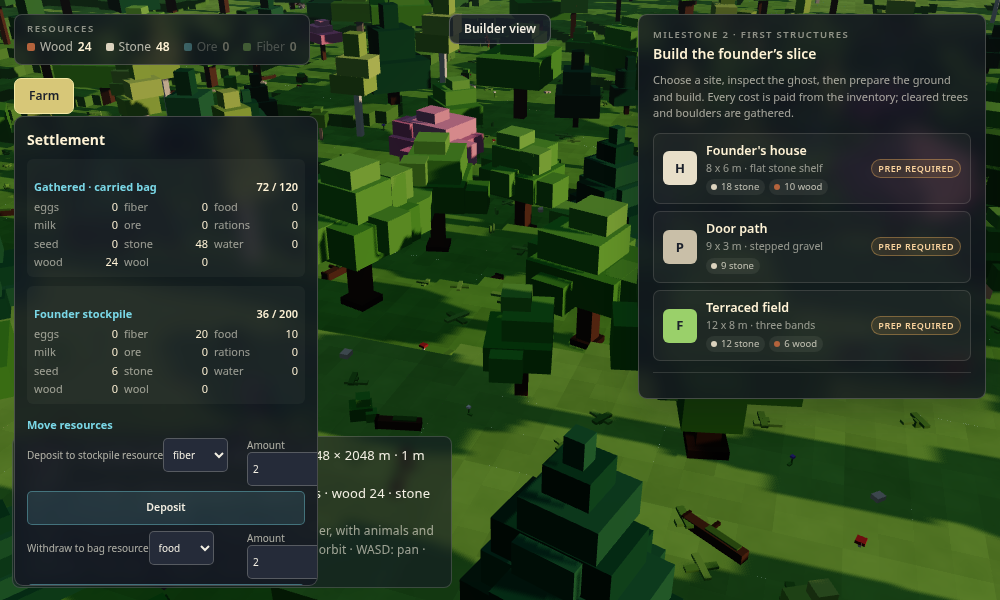 RESOURCES
Wood 24 Stone 48 Ore 0 Fiber 0
Builder view
Farm
Settlement
Gathered · carried bag 72 / 120
eggs 0 fiber 0 food 0
milk 0 ore 0 rations 0
seed 0 stone 48 water 0
wood 24 wool 0
Founder stockpile 36 / 200
eggs 0 fiber 20 food 10
milk 0 ore 0 rations 0
seed 6 stone 0 water 0
wood 0 wool 0
Move resources
Deposit to stockpile resource fiber Amount 2
Deposit
Withdraw to bag resource food Amount 2
48 × 2048 m · 1 m
· wood 24 · stone
er, with animals and
orbit · WASD: pan ·
MILESTONE 2 · FIRST STRUCTURES
Build the founder’s slice
Choose a site, inspect the ghost, then prepare the ground
and build. Every cost is paid from the inventory; cleared trees
and boulders are gathered.
H
Founder's house
8 x 6 m · flat stone shelf
18 stone 10 wood
PREP REQUIRED
P
Door path
9 x 3 m · stepped gravel
9 stone
PREP REQUIRED
F
Terraced field
12 x 8 m · three bands
12 stone 6 wood
PREP REQUIRED